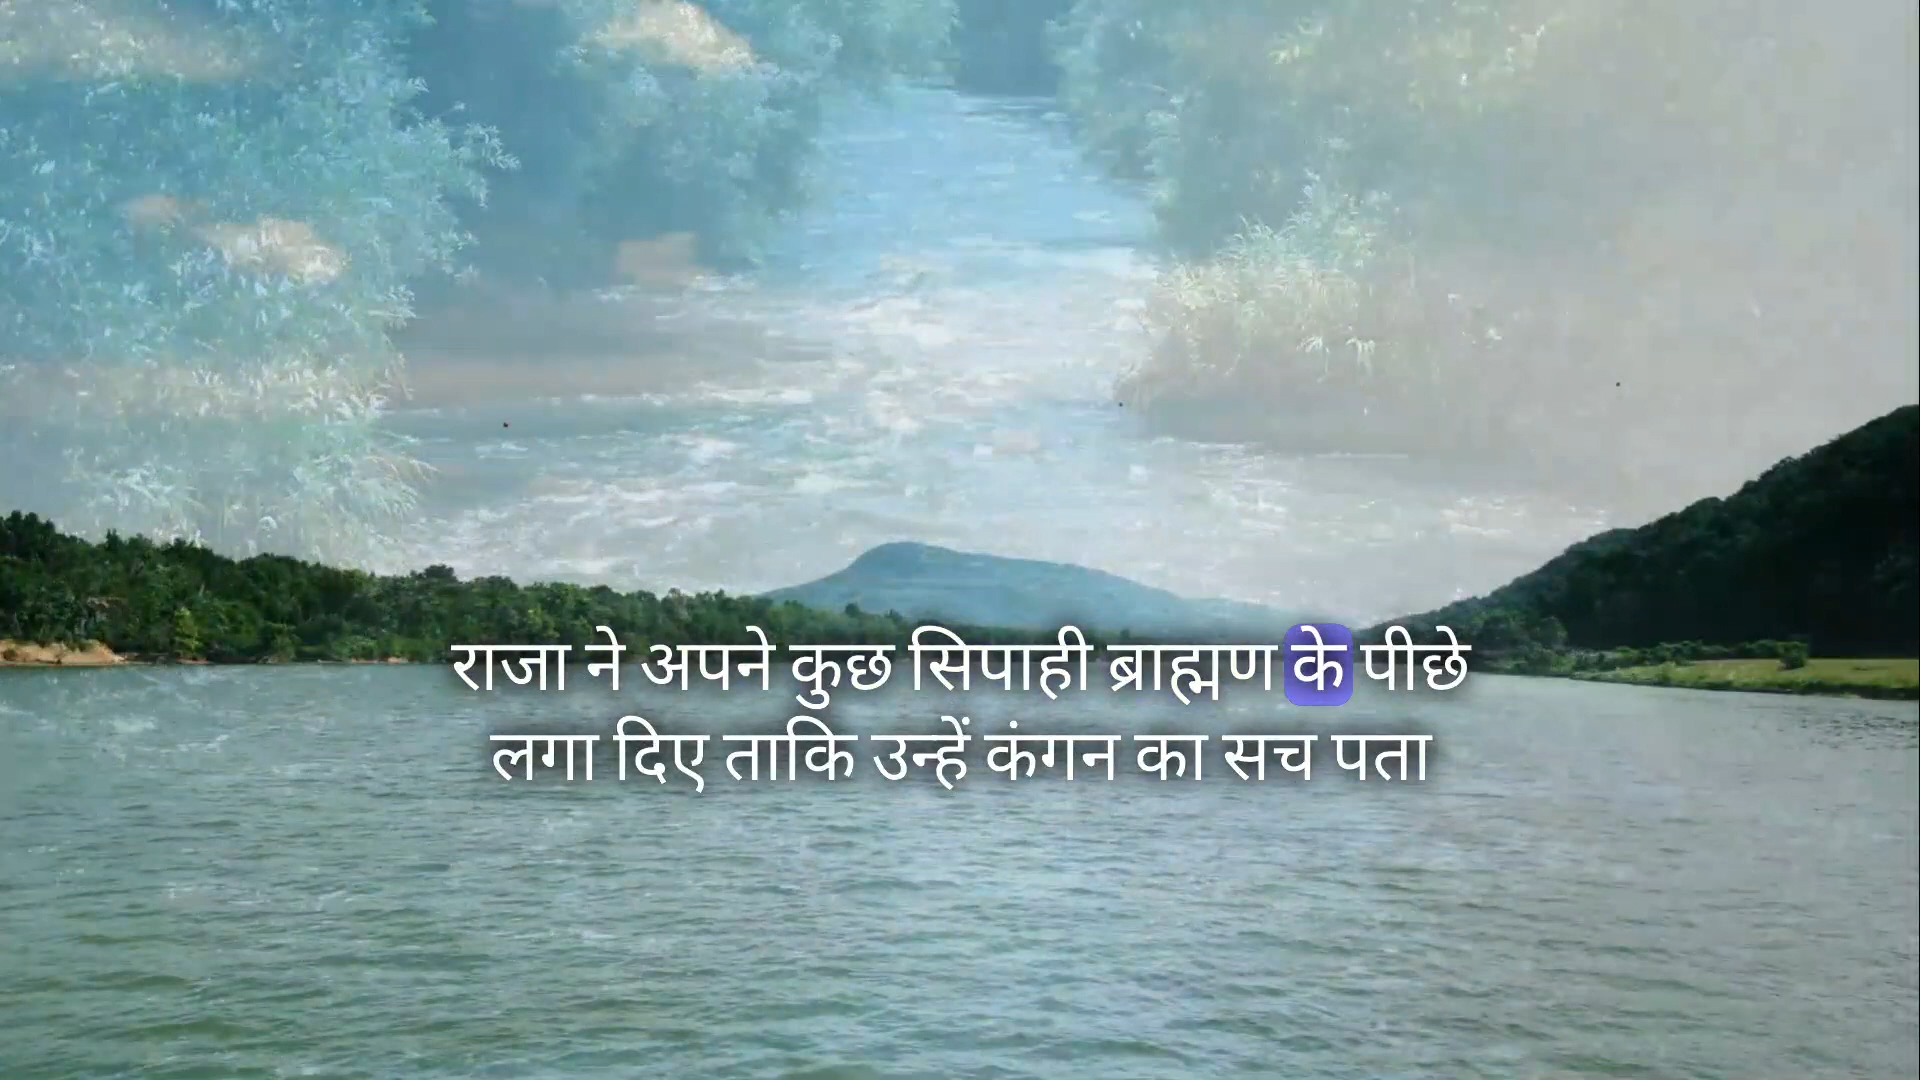 राजा ने अपने कुछ सिपाही ब्राह्मण के पीछे
लगा दिए ताकि उन्हें कंगन का सच पता